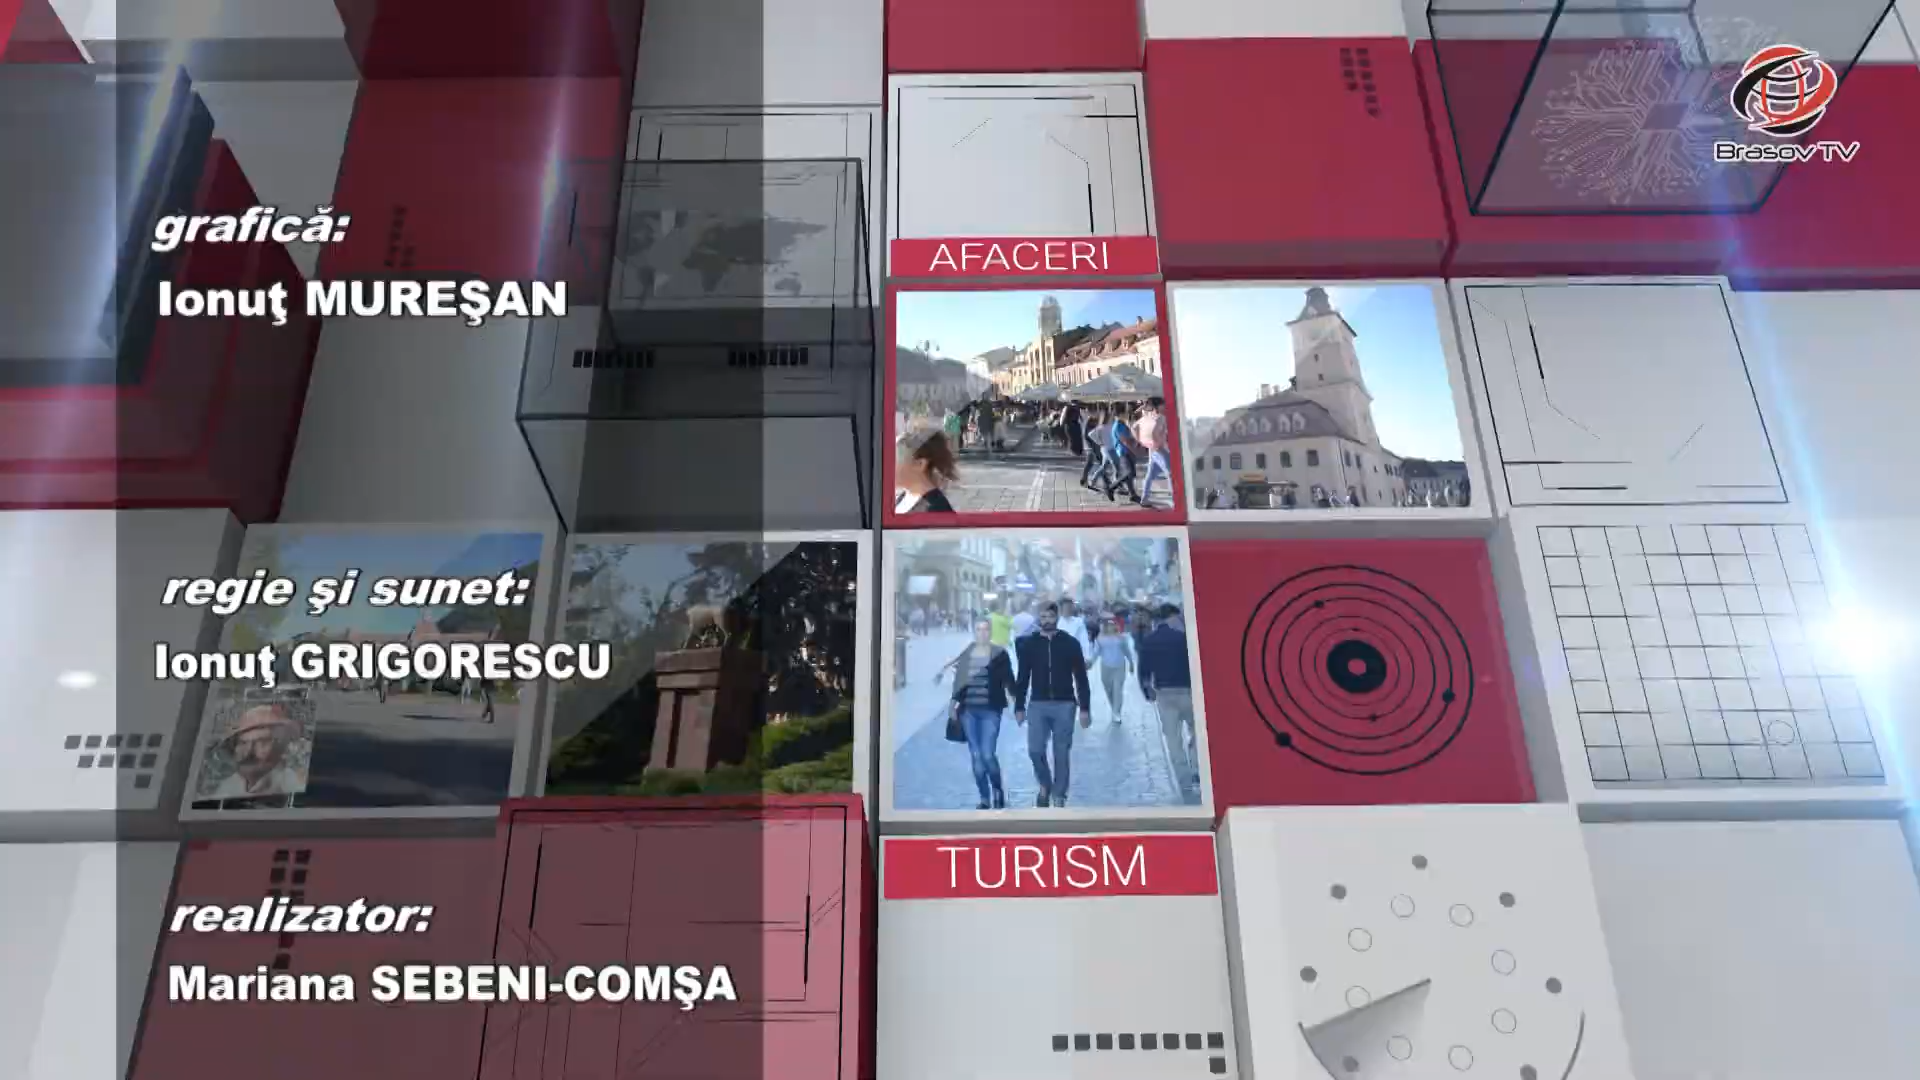 Brasov TV
grafică:
Ionuţ MUREŞAN
AFACERI
regie şi sunet:
Ionuţ GRIGORESCU
TURISM
realizator:
Mariana SEBENI-COMŞA